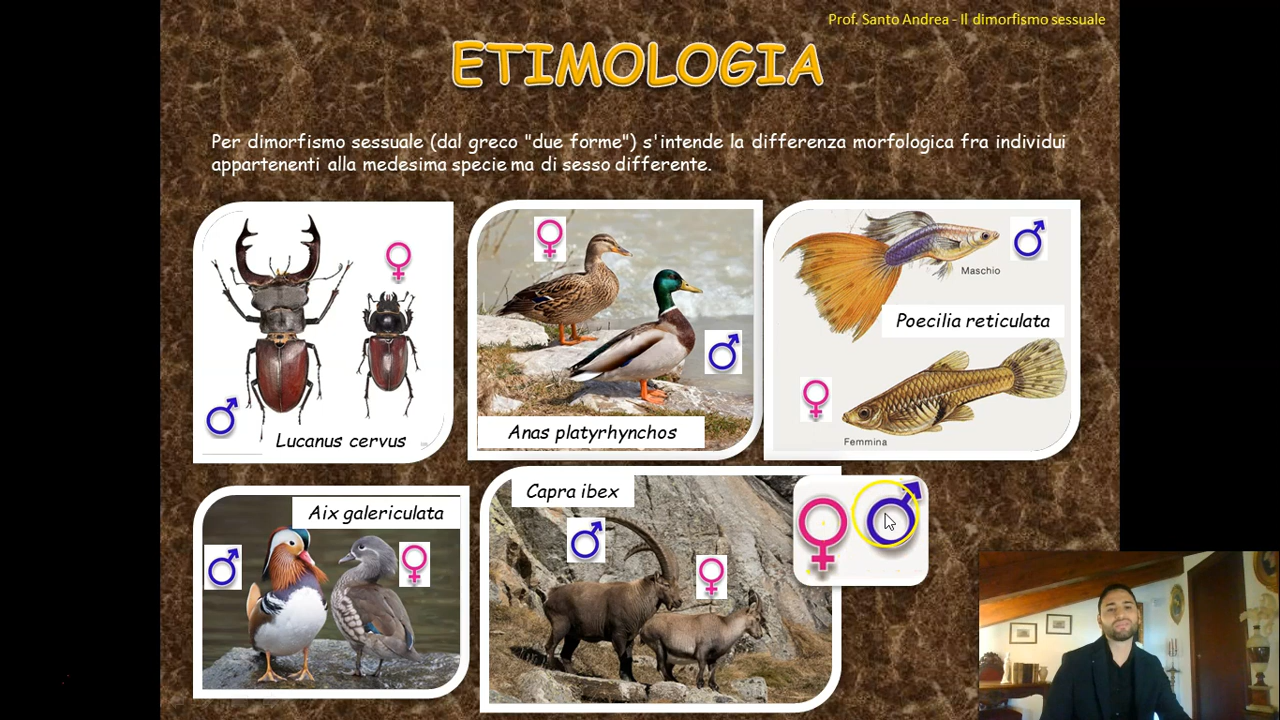 Prof. Santo Andrea - Il dimorfismo sessuale
ETIMOLOGIA
Per dimorfismo sessuale (dal greco "due forme") s'intende la differenza morfologica fra individui
appartenenti alla medesima specie ma di sesso differente.
Lucanus cervus
Anas platyrhynchos
Maschio
Poecilia reticulata
Femmina
Aix galericulata
Capra ibex